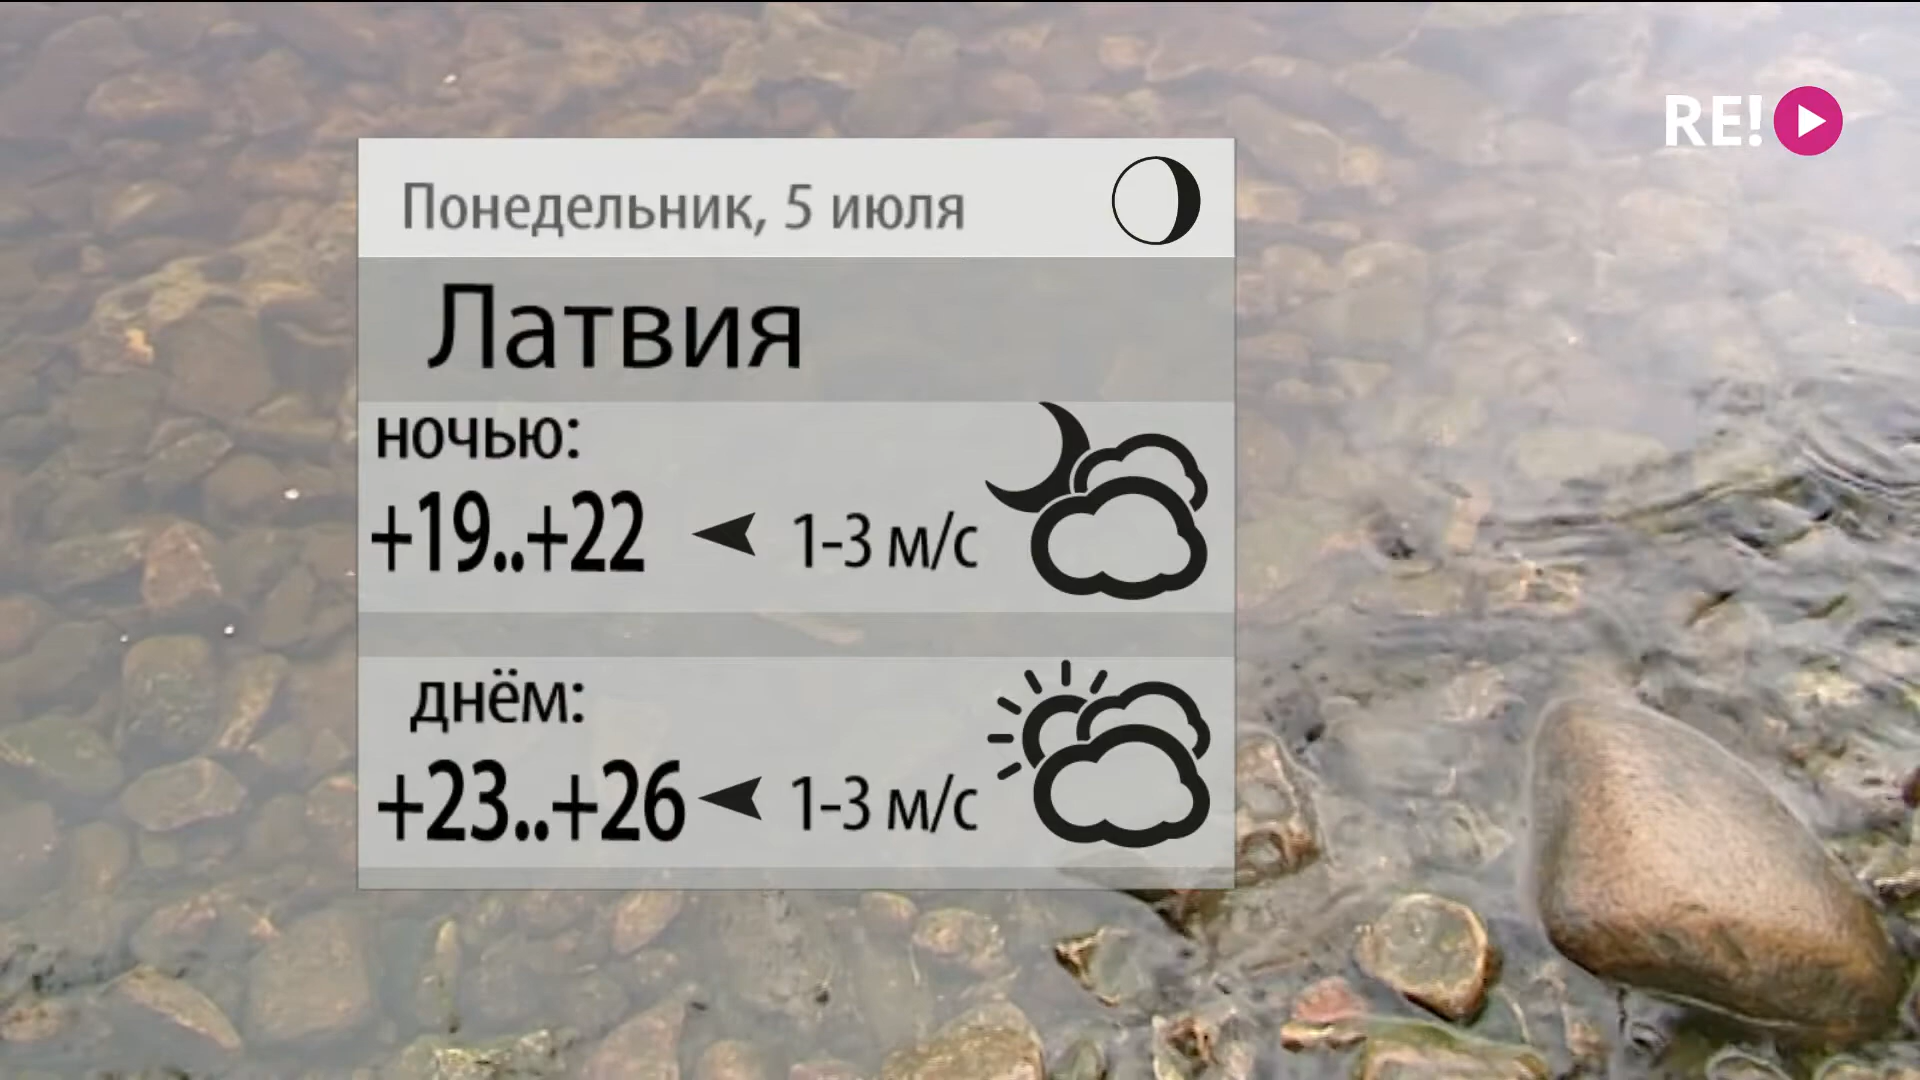 RE!
Понедельник, 5 июля
Латвия
ночью:
+19..+22 1-3 м/с
днём:
+23..+26 1-3 м/с